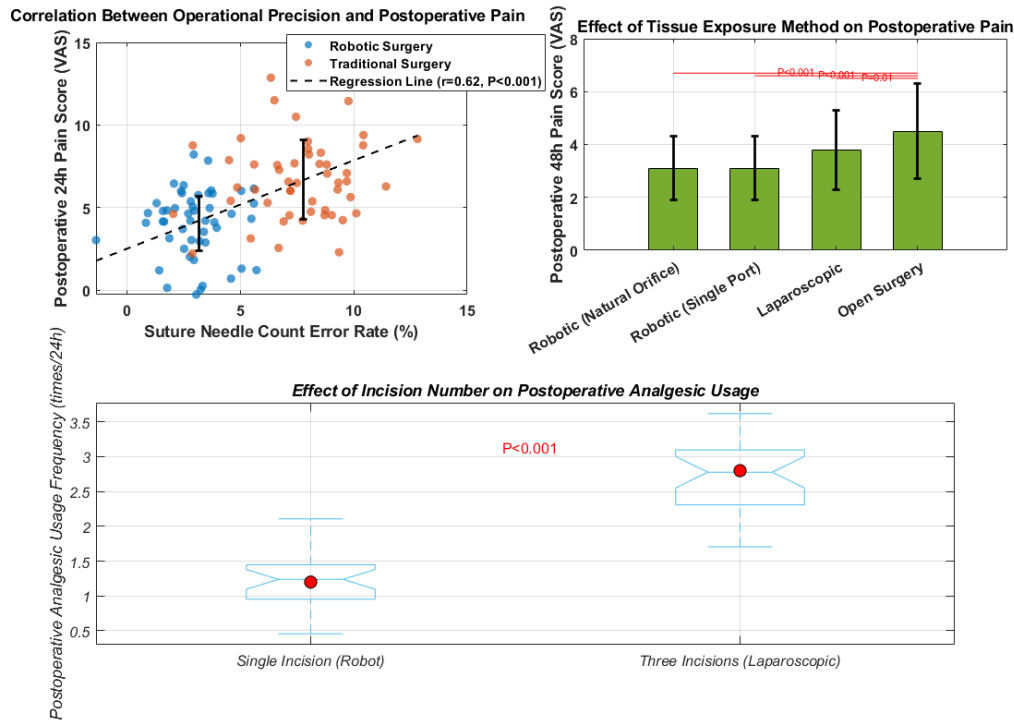 Correlation Between Operational Precision and Postoperative Pain
Postoperative 24h Pain Score (VAS)
15
10
5
0
0
5
10
15
Suture Needle Count Error Rate (%)
Robotic Surgery
Traditional Surgery
Regression Line (r=0.62, P<0.001)
Effect of Tissue Exposure Method on Postoperative Pain
Postoperative 48h Pain Score (VAS)
8
6
4
2
0
P<0.001
P<0.001
P=0.01
Robotic (Natural Orifice)
Robotic (Single Port)
Laparoscopic
Open Surgery
Effect of Incision Number on Postoperative Analgesic Usage
Postoperative Analgesic Usage Frequency (times/24h)
3.5
3
2.5
2
1.5
1
0.5
P<0.001
Single Incision (Robot)
Three Incisions (Laparoscopic)